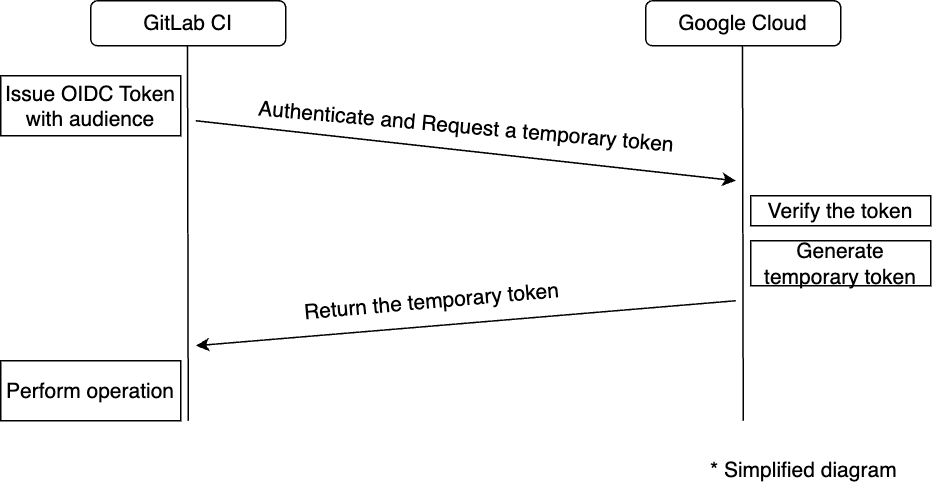 GitLab CI
Google Cloud
Issue OIDC Token
with audience
Authenticate and Request a temporary token
Verify the token
Generate
temporary token
Return the temporary token
Perform operation
* Simplified diagram